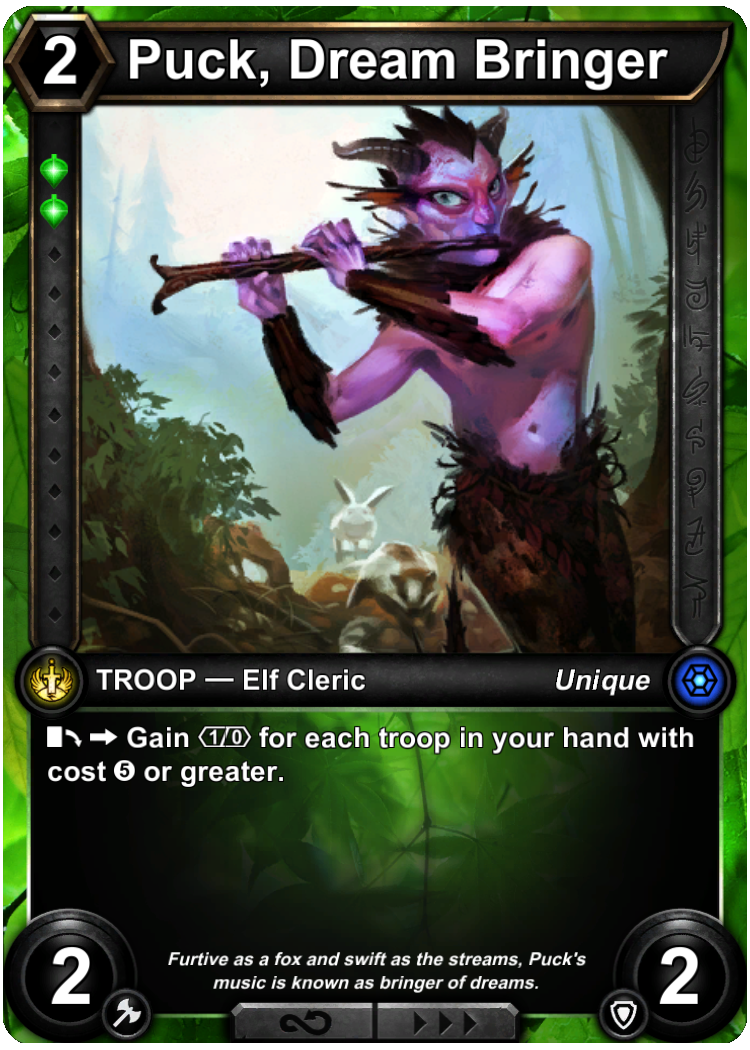 2 Puck, Dream Bringer
TROOP — Elf Cleric Unique
Gain 1/0 for each troop in your hand with
cost 5 or greater.
Furtive as a fox and swift as the streams, Puck's
music is known as bringer of dreams.
2 2